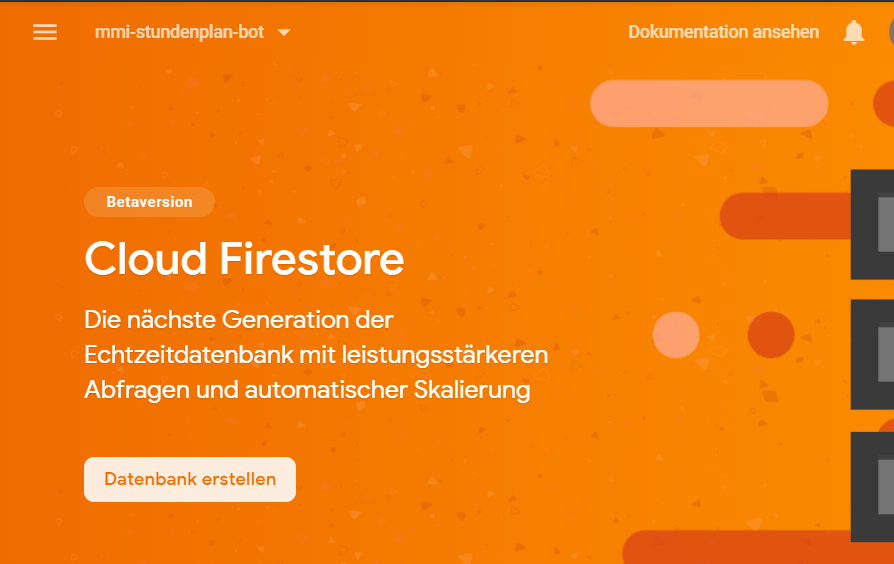 mmi-stundenplan-bot
Dokumentation ansehen
Betaversion
Cloud Firestore
Die nächste Generation der
Echtzeitdatenbank mit leistungsstärkeren
Abfragen und automatischer Skalierung
Datenbank erstellen